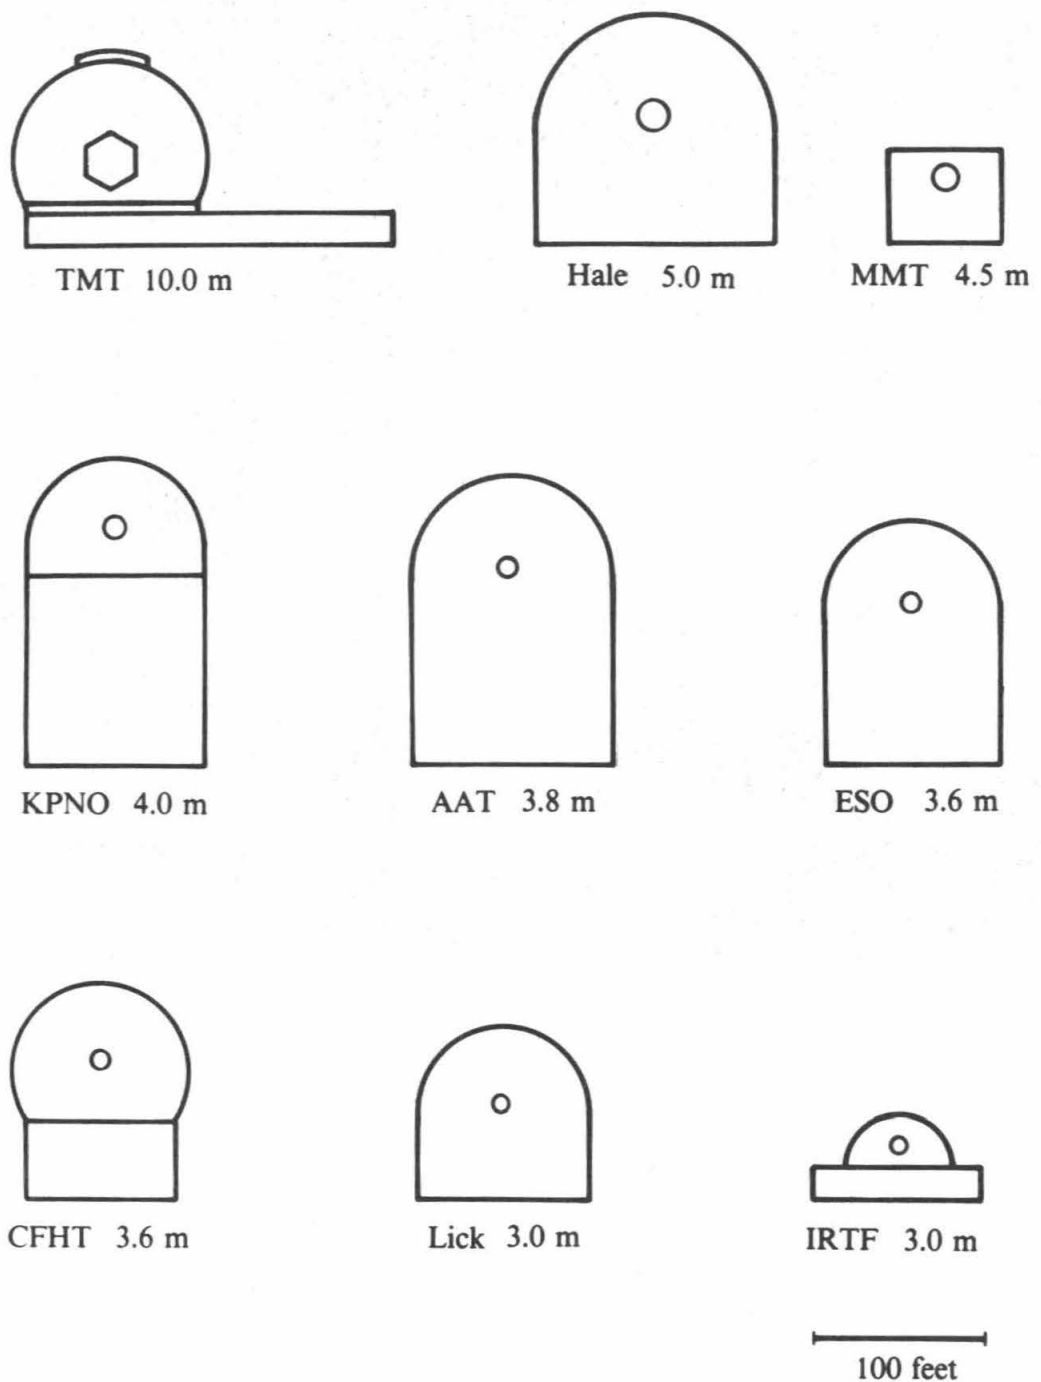 TMT 10.0 m
Hale 5.0 m
MMT 4.5 m
KPNO 4.0 m
AAT 3.8 m
ESO 3.6 m
CFHT 3.6 m
Lick 3.0 m
IRTF 3.0 m
100 feet